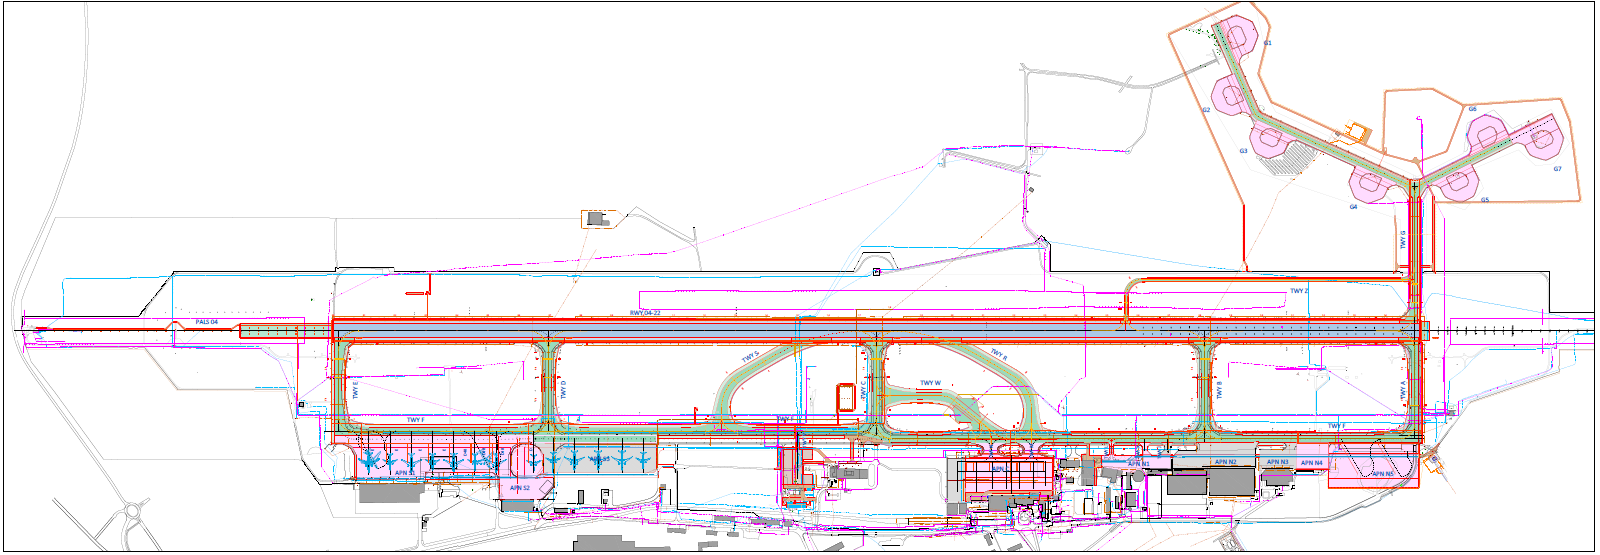 G1
G2
G6
G3
G7
G4
G5
TWY G
TWY Z
PALS 04
RWY 04-22
TWY S
TWY R
TWY E
TWY D
TWY C
TWY W
TWY B
TWY A
TWY F
TWY F
TWY F
APN S1
APN S2
APN N1
APN N2
APN N3
APN N4
APN N5